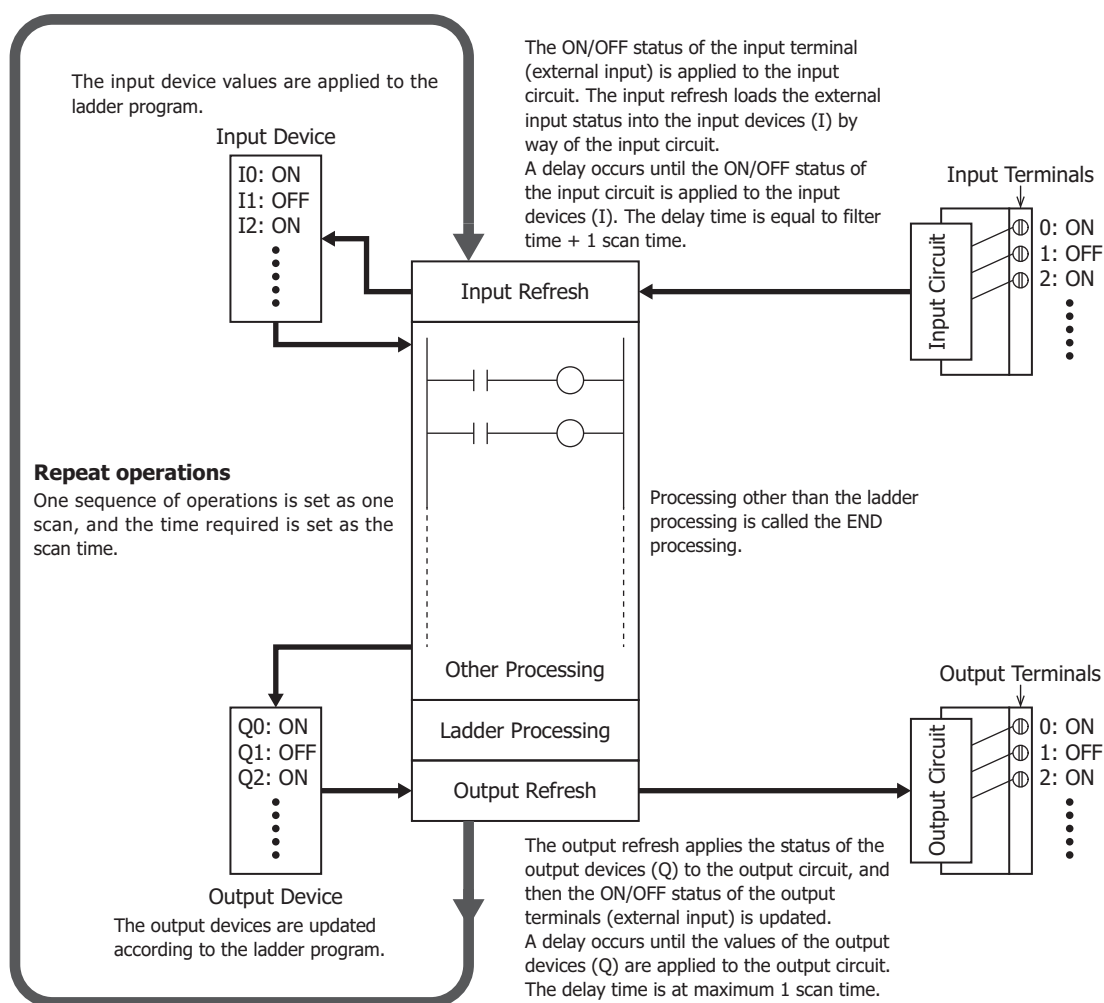 The input device values are applied to the
ladder program.
Input Device
I0: ON
I1: OFF
I2: ON
The ON/OFF status of the input terminal
(external input) is applied to the input
circuit. The input refresh loads the external
input status into the input devices (I) by
way of the input circuit.
A delay occurs until the ON/OFF status of
the input circuit is applied to the input
devices (I). The delay time is equal to filter
time + 1 scan time.
Input Terminals
Input Circuit
0: ON
1: OFF
2: ON
Input Refresh
Repeat operations
One sequence of operations is set as one
scan, and the time required is set as the
scan time.
Processing other than the ladder
processing is called the END
processing.
Other Processing
Ladder Processing
Output Refresh
Q0: ON
Q1: OFF
Q2: ON
Output Device
The output devices are updated
according to the ladder program.
Output Terminals
Output Circuit
0: ON
1: OFF
2: ON
The output refresh applies the status of the
output devices (Q) to the output circuit, and
then the ON/OFF status of the output
terminals (external input) is updated.
A delay occurs until the values of the output
devices (Q) are applied to the output circuit.
The delay time is at maximum 1 scan time.